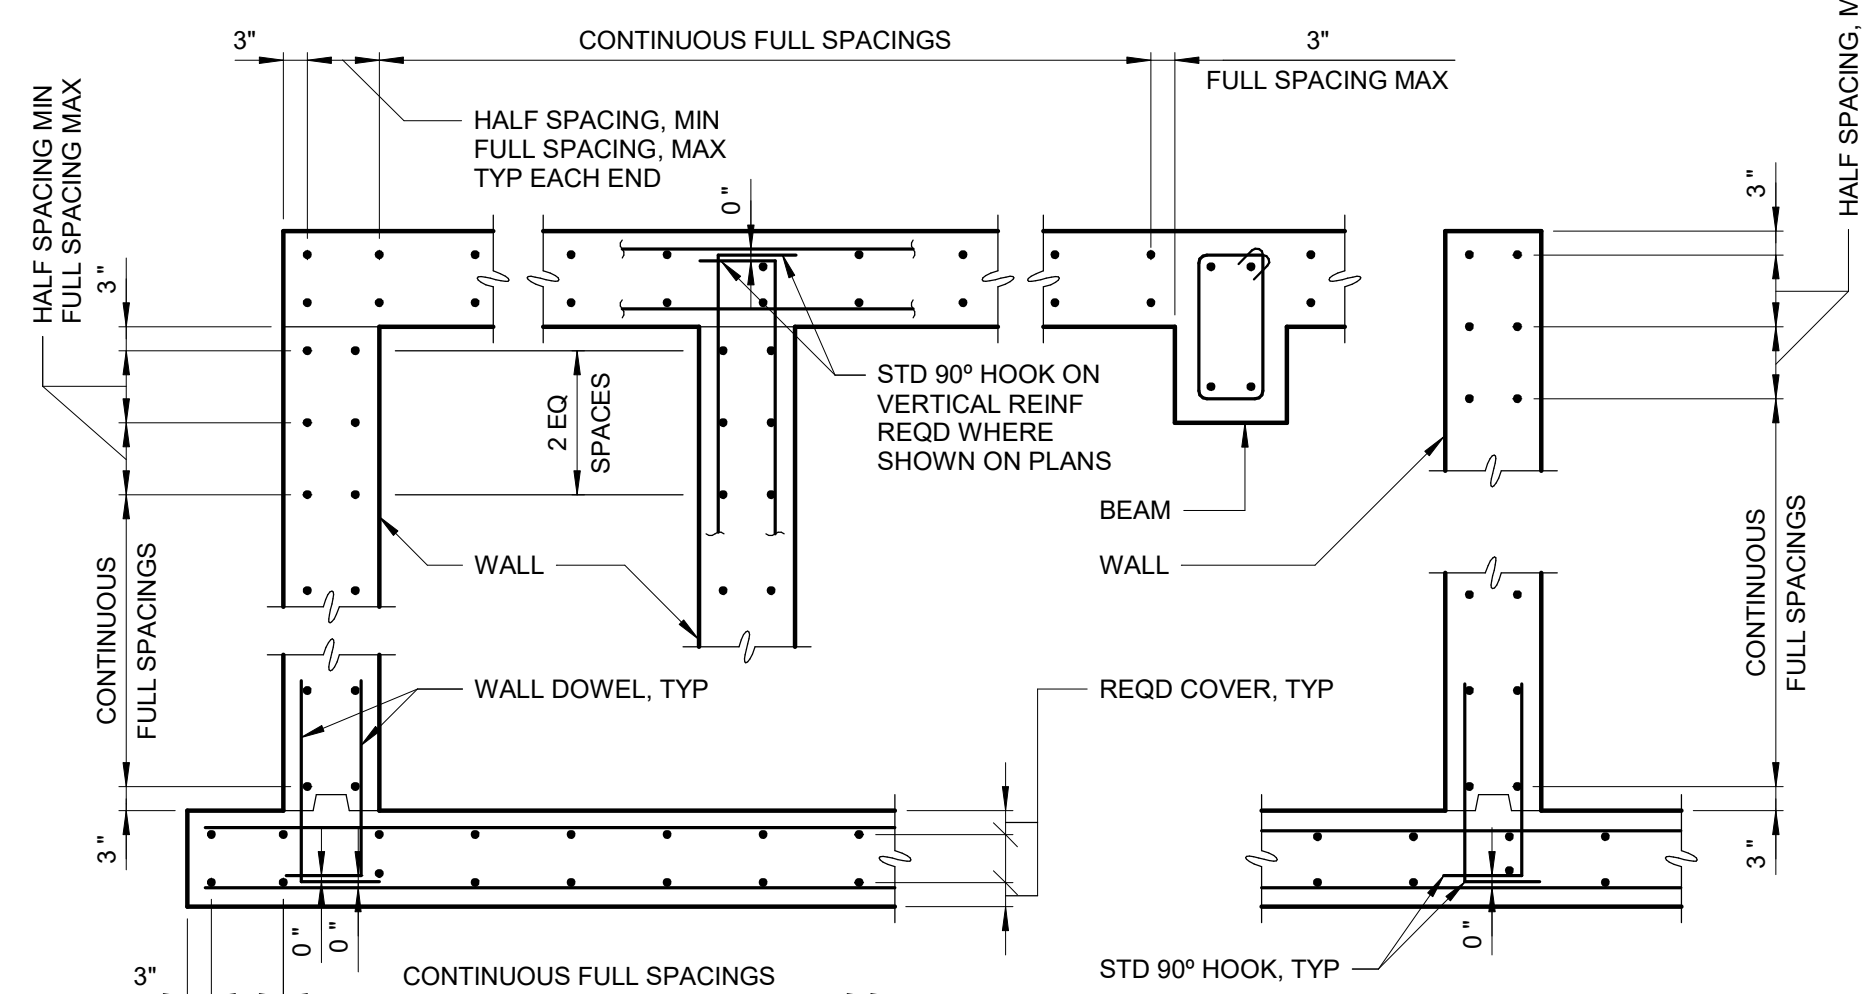 3"
CONTINUOUS FULL SPACINGS
3"
FULL SPACING MAX
HALF SPACING MIN
FULL SPACING MAX
HALF SPACING, MIN
FULL SPACING, MAX
TYP EACH END
0 "
3 "
HALF SPACING,
3 "
2 EQ
SPACES
STD 90º HOOK ON
VERTICAL REINF
REQD WHERE
SHOWN ON PLANS
BEAM
WALL
WALL
CONTINUOUS
FULL SPACINGS
CONTINUOUS
FULL SPACINGS
WALL DOWEL, TYP
REQD COVER, TYP
3 "
3 "
0 "
0 "
0 "
3"
CONTINUOUS FULL SPACINGS
STD 90º HOOK, TYP